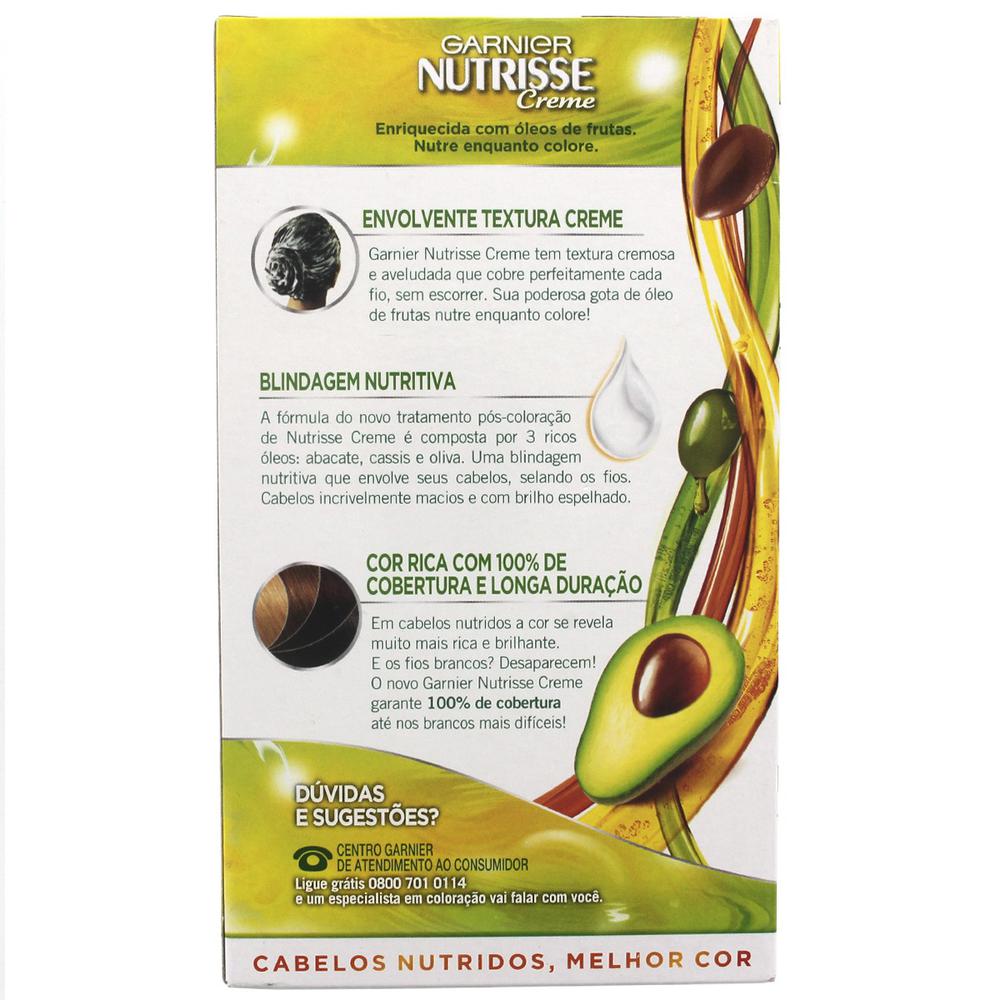 GARNIER
NUTRISSE
Creme
Enriquecida com óleos de frutas.
Nutre enquanto colore.
ENVOLVENTE TEXTURA CREME
Garnier Nutrisse Creme tem textura cremosa
e aveludada que cobre perfeitamente cada
fio, sem escorrer. Sua poderosa gota de óleo
de frutas nutre enquanto colore!
BLINDAGEM NUTRITIVA
A fórmula do novo tratamento pós-coloração
de Nutrisse Creme é composta por 3 ricos
óleos: abacate, cassis e oliva. Uma blindagem
nutritiva que envolve seus cabelos, selando os fios.
Cabelos incrivelmente macios e com brilho espelhado.
COR RICA COM 100% DE
COBERTURA E LONGA DURAÇÃO
Em cabelos nutridos a cor se revela
muito mais rica e brilhante.
E os fios brancos? Desaparecem!
O novo Garnier Nutrisse Creme
garante 100% de cobertura
até nos brancos mais difíceis!
DÚVIDAS
E SUGESTÕES?
CENTRO GARNIER
DE ATENDIMENTO AO CONSUMIDOR
Ligue grátis 0800 701 0114
e um especialista em coloração vai falar com você.
CABELOS NUTRIDOS, MELHOR COR